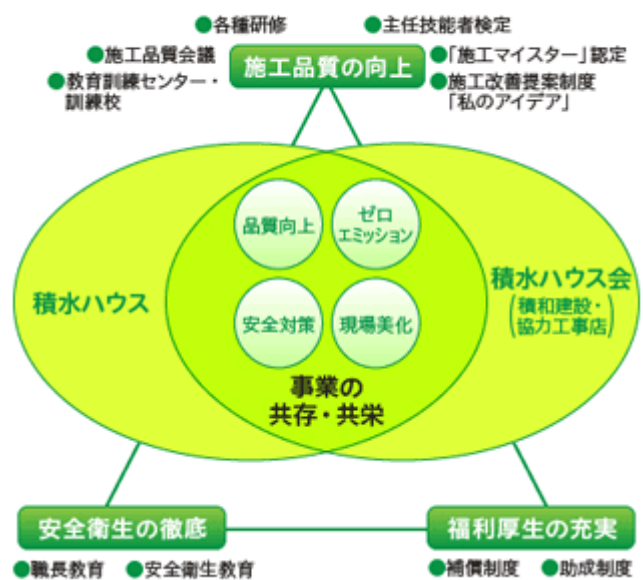 ●各種研修
●主任技能者検定
●施工品質会議
●教育訓練センター・
訓練校
施工品質の向上
●「施工マイスター」認定
●施工改善提案制度
「私のアイデア」
品質向上
ゼロ
エミッション
積水ハウス
積水ハウス会
(積和建設・
協力工事店)
安全対策
現場美化
事業の
共存・共栄
安全衛生の徹底
福利厚生の充実
●職長教育
●安全衛生教育
●補償制度
●助成制度